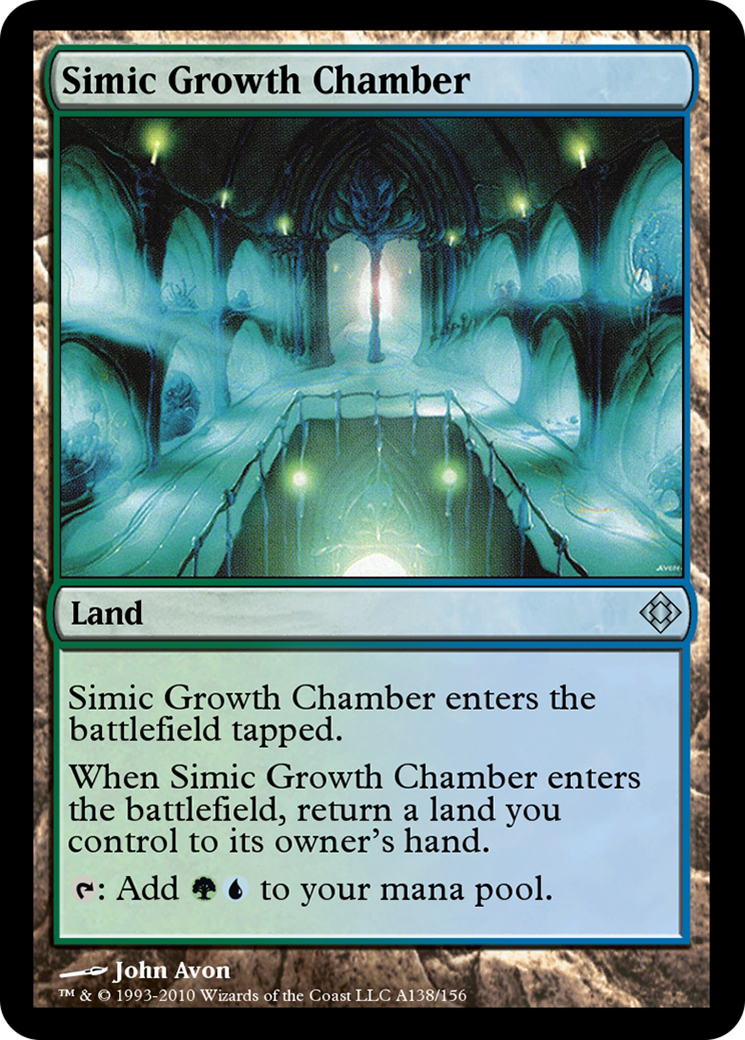 Simic Growth Chamber
AVON
Land
Simic Growth Chamber enters the
battlefield tapped.
When Simic Growth Chamber enters
the battlefield, return a land you
control to its owner's hand.
: Add to your mana pool.
John Avon
™ & © 1993-2010 Wizards of the Coast LLC A138/156